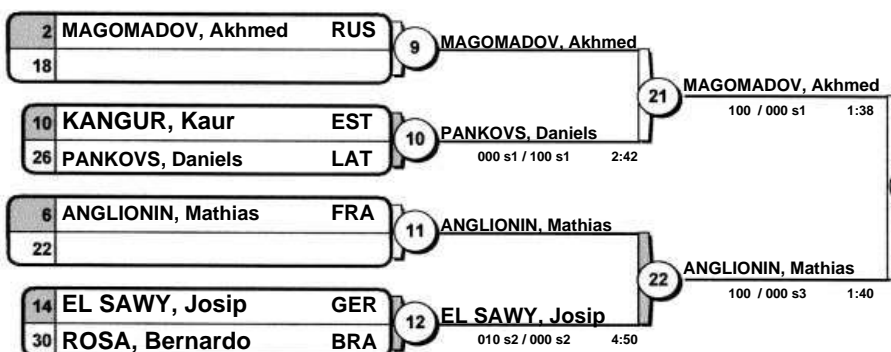 2 MAGOMADOV, Akhmed RUS
18
9
MAGOMADOV, Akhmed
10 KANGUR, Kaur EST
26 PANKOVS, Daniels LAT
10
PANKOVS, Daniels
000 s1 / 100 s1 2:42
21
MAGOMADOV, Akhmed
100 / 000 s1 1:38
6 ANGLIONIN, Mathias FRA
22
11
ANGLIONIN, Mathias
14 EL SAWY, Josip GER
30 ROSA, Bernardo BRA
12
EL SAWY, Josip
010 s2 / 000 s2 4:50
22
ANGLIONIN, Mathias
100 / 000 s3 1:40